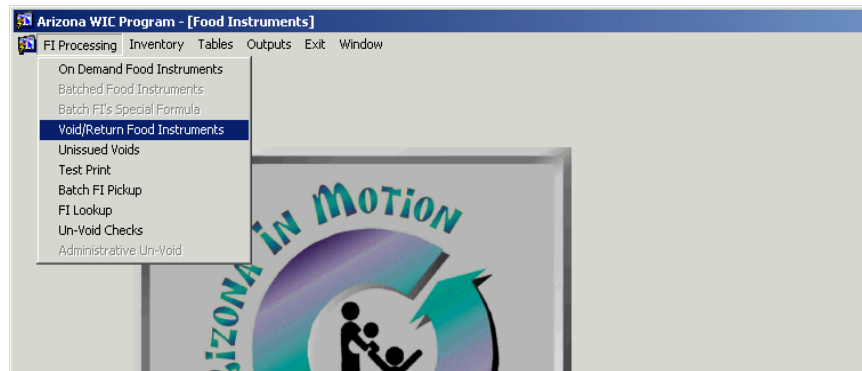 Arizona WIC Program - [Food Instruments]
FI Processing Inventory Tables Outputs Exit Window
On Demand Food Instruments
Batched Food Instruments
Batch FI's Special Formula
Void/Return Food Instruments
Unissued Voids
Test Print
Batch FI Pickup
FI Lookup
Un-Void Checks
Administrative Un-Void
ARIZONA IN MOTION